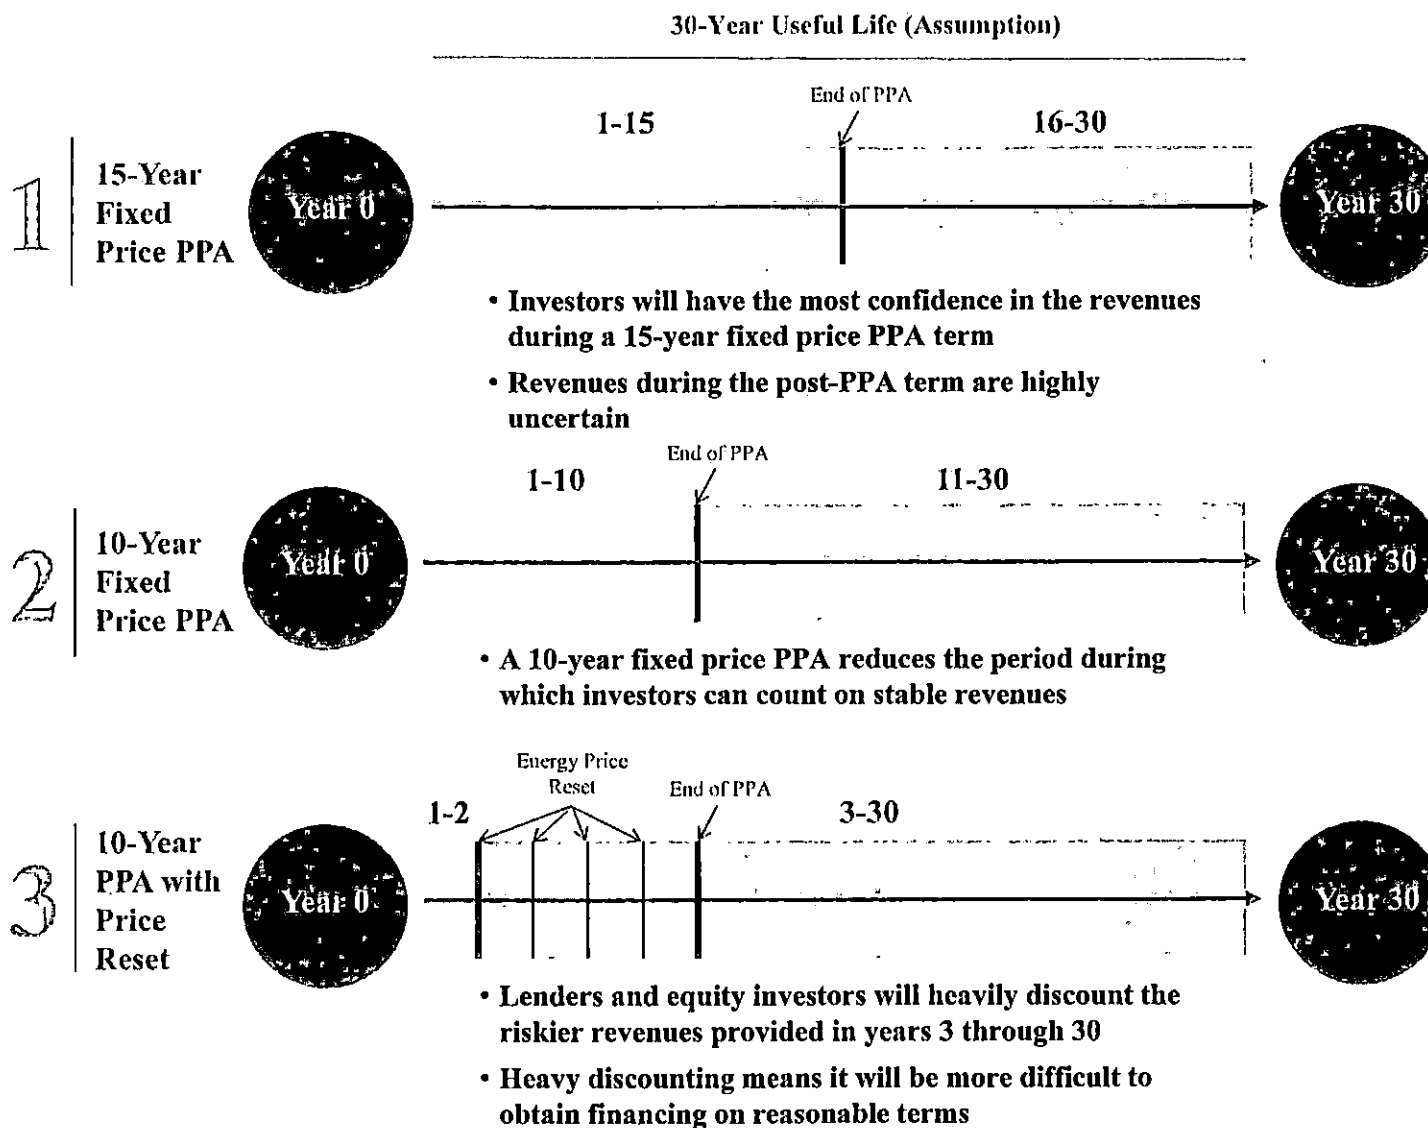 30-Year Useful Life (Assumption)
End of PPA
1-15
16-30
1
15-Year
Fixed
Price PPA
Year 0
Year 30
• Investors will have the most confidence in the revenues
during a 15-year fixed price PPA term
• Revenues during the post-PPA term are highly
uncertain
End of PPA
1-10
11-30
2
10-Year
Fixed
Price PPA
Year 0
Year 30
• A 10-year fixed price PPA reduces the period during
which investors can count on stable revenues
Energy Price
Reset
End of PPA
1-2
3-30
3
10-Year
PPA with
Price
Reset
Year 0
Year 30
• Lenders and equity investors will heavily discount the
riskier revenues provided in years 3 through 30
• Heavy discounting means it will be more difficult to
obtain financing on reasonable terms